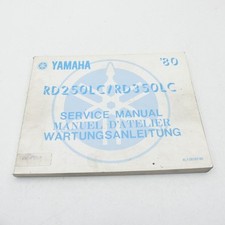 YAMAHA '80
RD250LC/RD350LC
SERVICE MANUAL
MANUEL D'ATELIER
WARTUNGSANLEITUNG